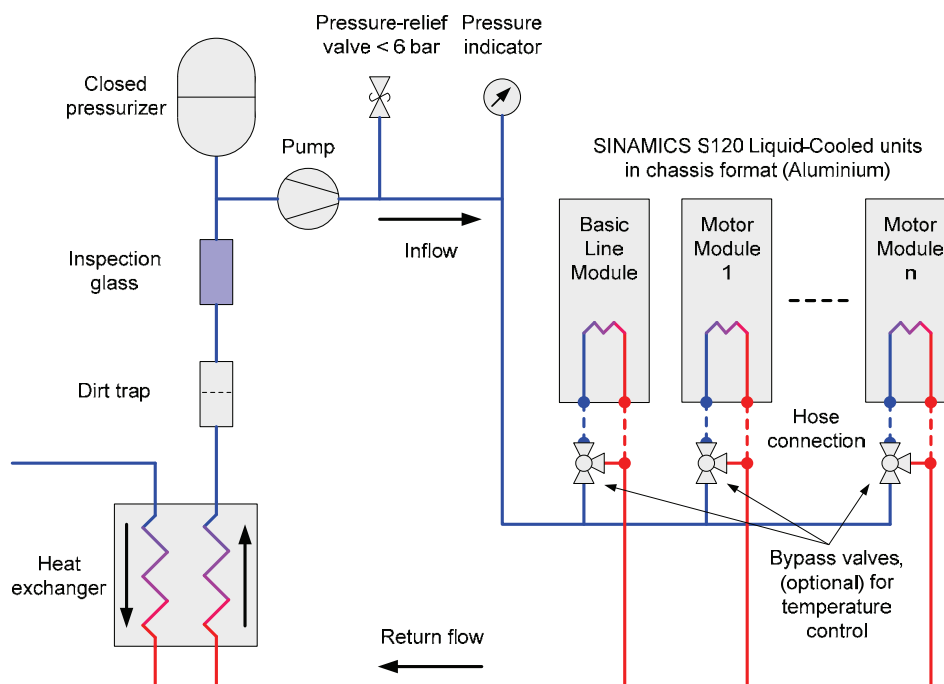 Pressure-relief
valve < 6 bar
Pressure
indicator
Closed
pressurizer
Pump
SINAMICS S120 Liquid-Cooled units
in chassis format (Aluminium)
Inflow
Basic
Line
Module
Motor
Module
1
Motor
Module
n
Inspection
glass
Dirt trap
Hose
connection
Heat
exchanger
Bypass valves,
(optional) for
temperature
control
Return flow